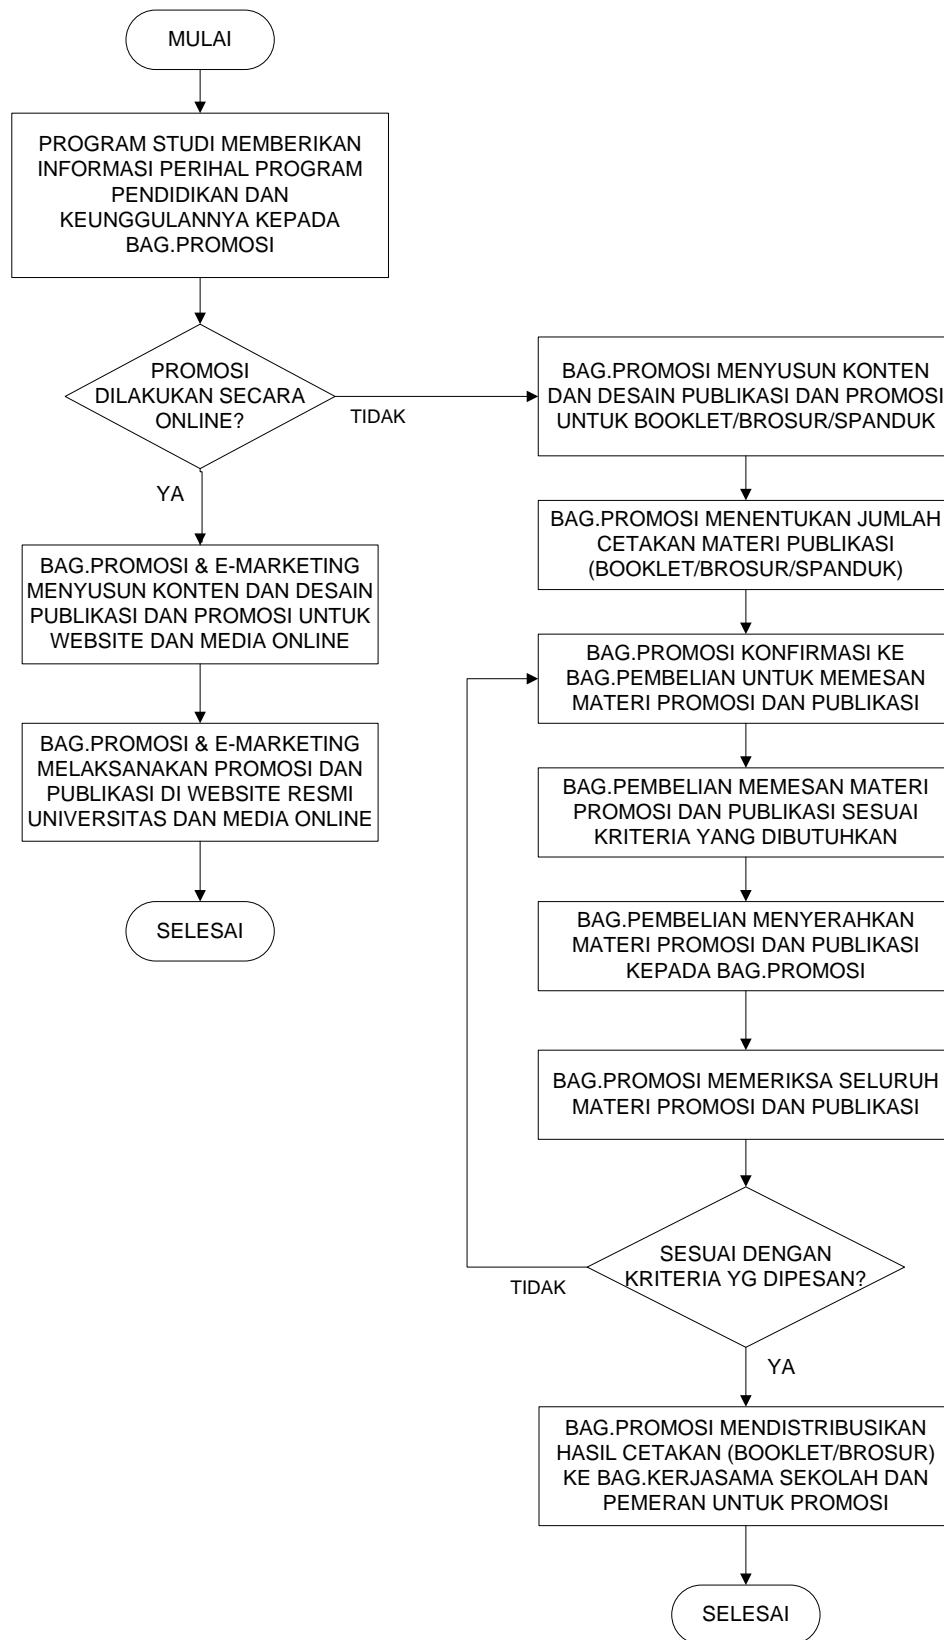 MULAI
PROGRAM STUDI MEMBERIKAN
INFORMASI PERIHAL PROGRAM
PENDIDIKAN DAN
KEUNGGULANNYA KEPADA
BAG.PROMOSI
PROMOSI
DILAKUKAN SECARA
ONLINE?
TIDAK
YA
BAG.PROMOSI & E-MARKETING
MENYUSUN KONTEN DAN DESAIN
PUBLIKASI DAN PROMOSI UNTUK
WEBSITE DAN MEDIA ONLINE
BAG.PROMOSI & E-MARKETING
MELAKSANAKAN PROMOSI DAN
PUBLIKASI DI WEBSITE RESMI
UNIVERSITAS DAN MEDIA ONLINE
SELESAI
BAG.PROMOSI MENYUSUN KONTEN
DAN DESAIN PUBLIKASI DAN PROMOSI
UNTUK BOOKLET/BROSUR/SPANDUK
BAG.PROMOSI MENENTUKAN JUMLAH
CETAKAN MATERI PUBLIKASI
(BOOKLET/BROSUR/SPANDUK)
BAG.PROMOSI KONFIRMASI KE
BAG.PEMBELIAN UNTUK MEMESAN
MATERI PROMOSI DAN PUBLIKASI
BAG.PEMBELIAN MEMESAN MATERI
PROMOSI DAN PUBLIKASI SESUAI
KRITERIA YANG DIBUTUHKAN
BAG.PEMBELIAN MENYERAHKAN
MATERI PROMOSI DAN PUBLIKASI
KEPADA BAG.PROMOSI
BAG.PROMOSI MEMERIKSA SELURUH
MATERI PROMOSI DAN PUBLIKASI
SESUAI DENGAN
KRITERIA YG DIPESAN?
TIDAK
YA
BAG.PROMOSI MENDISTRIBUSIKAN
HASIL CETAKAN (BOOKLET/BROSUR)
KE BAG.KERJASAMA SEKOLAH DAN
PEMERAN UNTUK PROMOSI
SELESAI